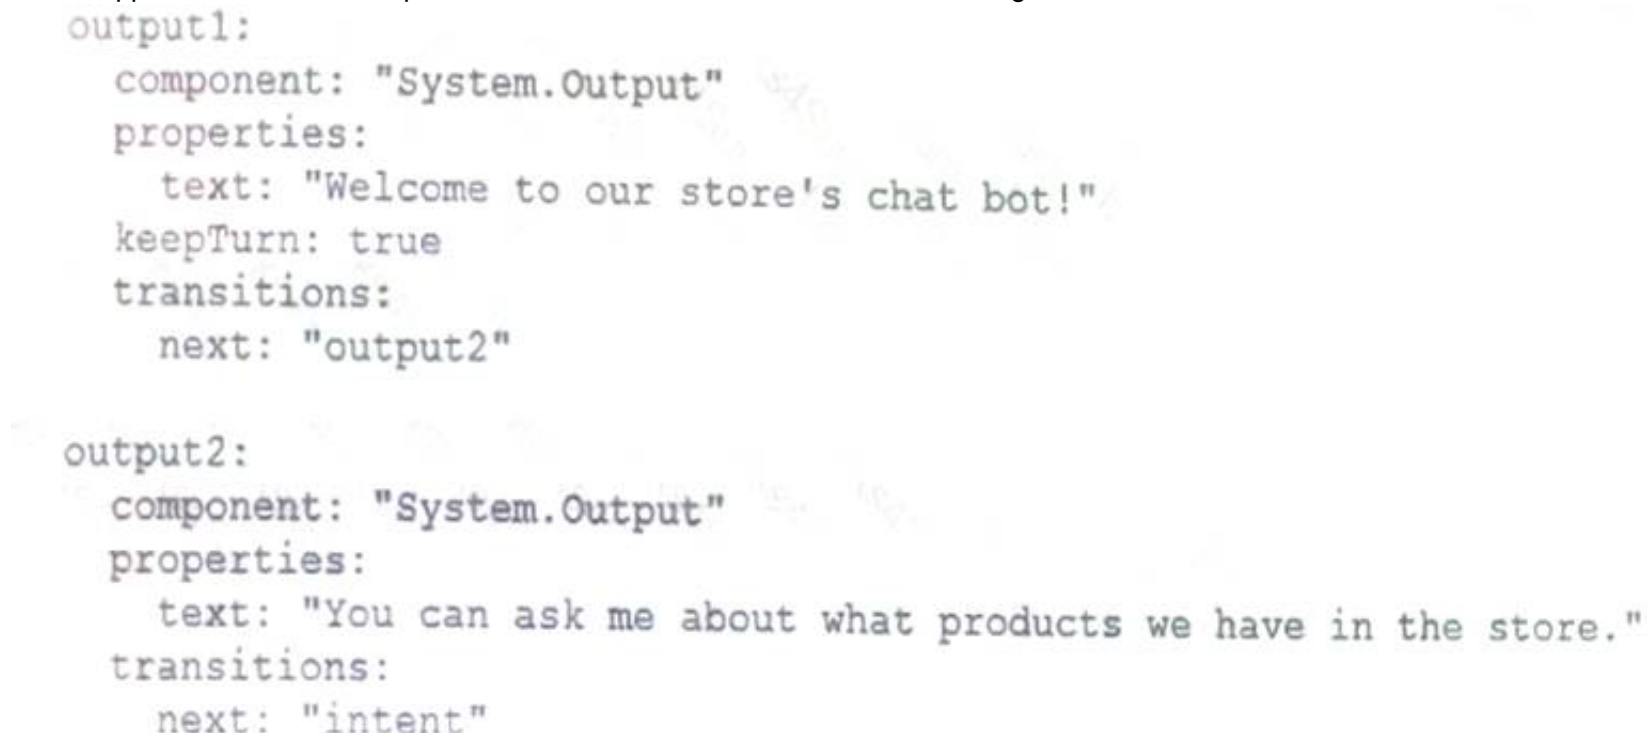 output1:
component: "System.Output"
properties:
text: "Welcome to our store's chat bot!"
keepTurn: true
transitions:
next: "output2"
output2:
component: "System.Output"
properties:
text: "You can ask me about what products we have in the store."
transitions:
next: "intent"